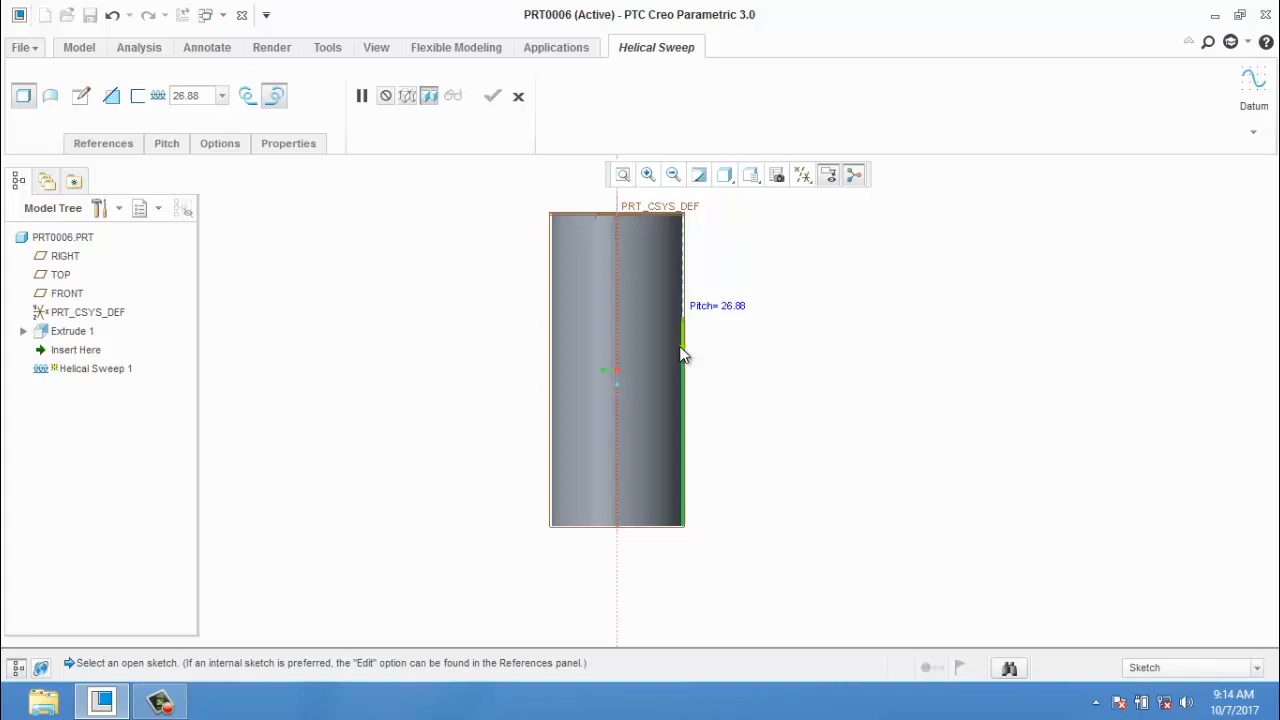 PRT0006 (Active) - PTC Creo Parametric 3.0
File Model Analysis Annotate Render Tools View Flexible Modeling Applications Helical Sweep
26.88
Datum
References Pitch Options Properties
Model Tree
PRT0006.PRT
RIGHT
TOP
FRONT
PRT_CSYS_DEF
Extrude 1
Insert Here
Helical Sweep 1
PRT_CSYS_DEF
Pitch= 26.88
Select an open sketch. (If an internal sketch is preferred, the "Edit" option can be found in the References panel.)
Sketch
9:14 AM
10/7/2017